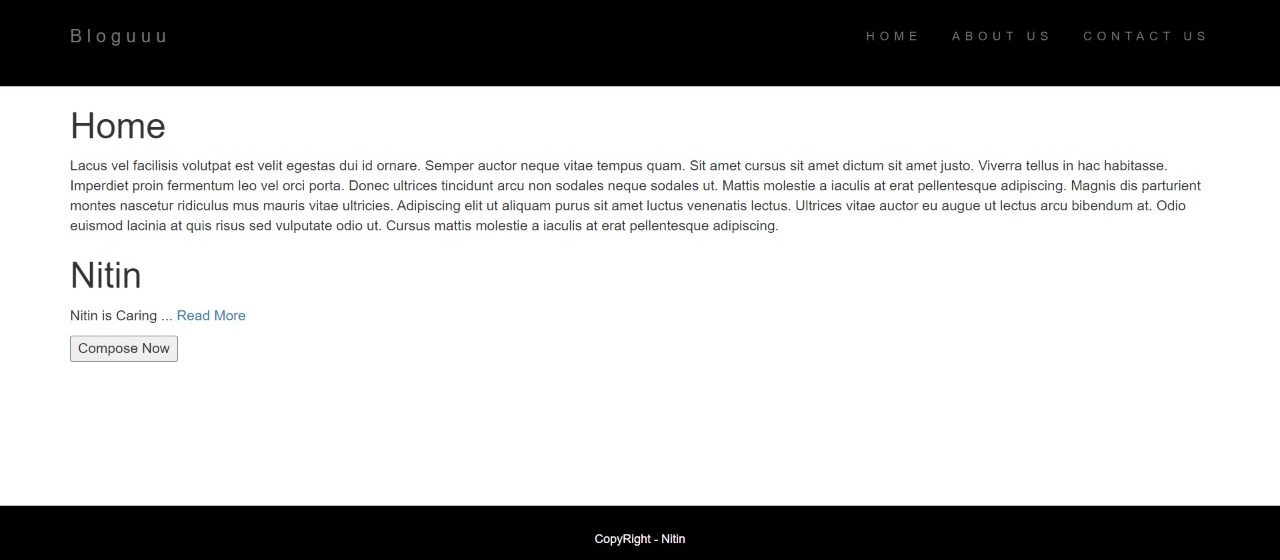 Bloguuu
HOME ABOUT US CONTACT US
Home
Lacus vel facilisis volutpat est velit egestas dui id ornare. Semper auctor neque vitae tempus quam. Sit amet cursus sit amet dictum sit amet justo. Viverra tellus in hac habitasse.
Imperdiet proin fermentum leo vel orci porta. Donec ultrices tincidunt arcu non sodales neque sodales ut. Mattis molestie a iaculis at erat pellentesque adipiscing. Magnis dis parturient
montes nascetur ridiculus mus mauris vitae ultricies. Adipiscing elit ut aliquam purus sit amet luctus venenatis lectus. Ultrices vitae auctor eu augue ut lectus arcu bibendum at. Odio
euismod lacinia at quis risus sed vulputate odio ut. Cursus mattis molestie a iaculis at erat pellentesque adipiscing.
Nitin
Nitin is Caring ... Read More
Compose Now
CopyRight - Nitin